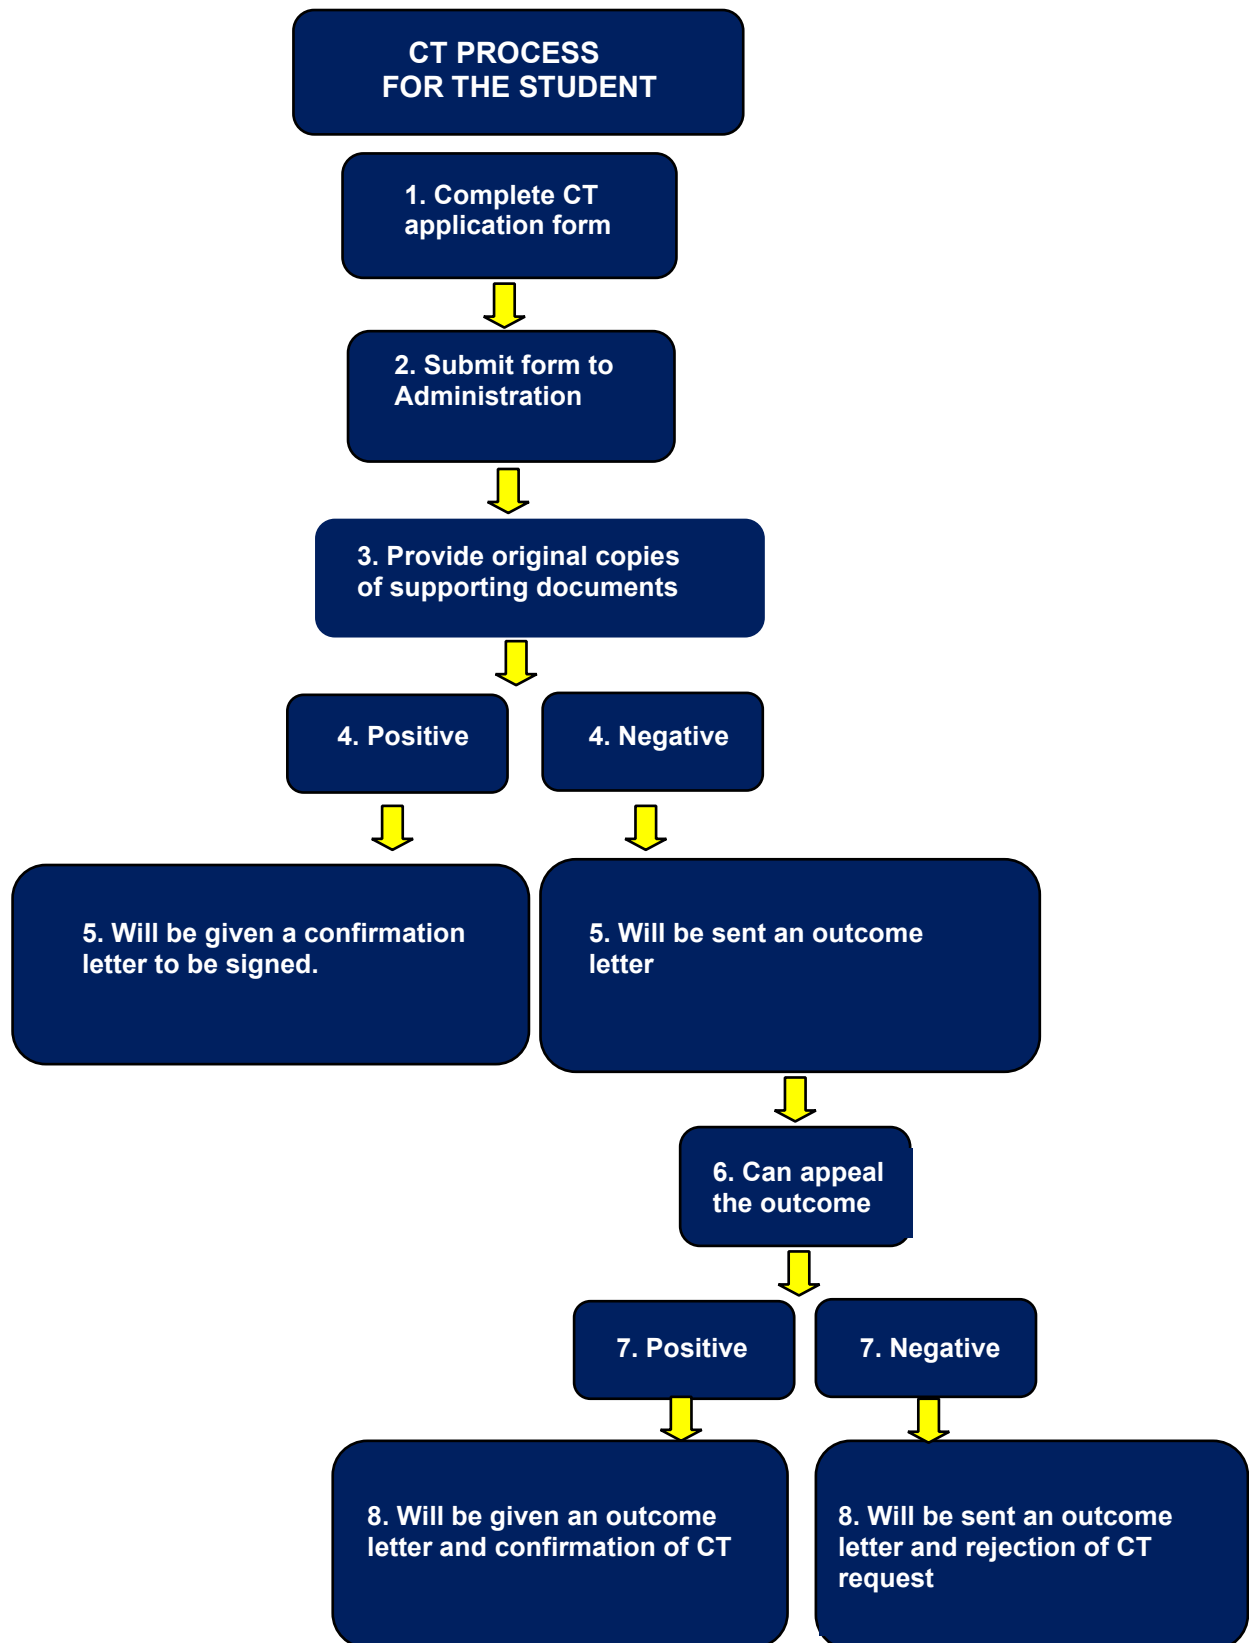 CT PROCESS
FOR THE STUDENT
1. Complete CT
application form
2. Submit form to
Administration
3. Provide original copies
of supporting documents
4. Positive
4. Negative
5. Will be given a confirmation
letter to be signed.
5. Will be sent an outcome
letter
6. Can appeal
the outcome
7. Positive
7. Negative
8. Will be given an outcome
letter and confirmation of CT
8. Will be sent an outcome
letter and rejection of CT
request